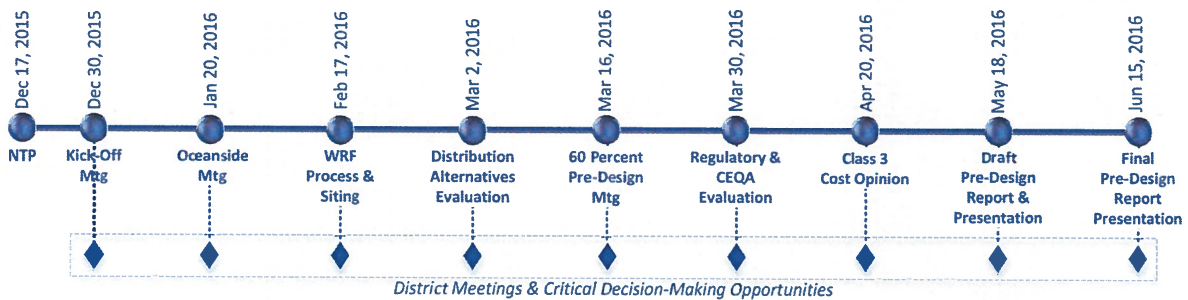 Dec 17, 2015
Dec 30, 2015
Jan 20, 2016
Feb 17, 2016
Mar 2, 2016
Mar 16, 2016
Mar 30, 2016
Apr 20, 2016
May 18, 2016
Jun 15, 2016
NTP
Kick-Off
Mtg
Oceanside
Mtg
WRF
Process &
Siting
Distribution
Alternatives
Evaluation
60 Percent
Pre-Design
Mtg
Regulatory &
CEQA
Evaluation
Class 3
Cost Opinion
Draft
Pre-Design
Report &
Presentation
Final
Pre-Design
Report
Presentation
District Meetings & Critical Decision-Making Opportunities